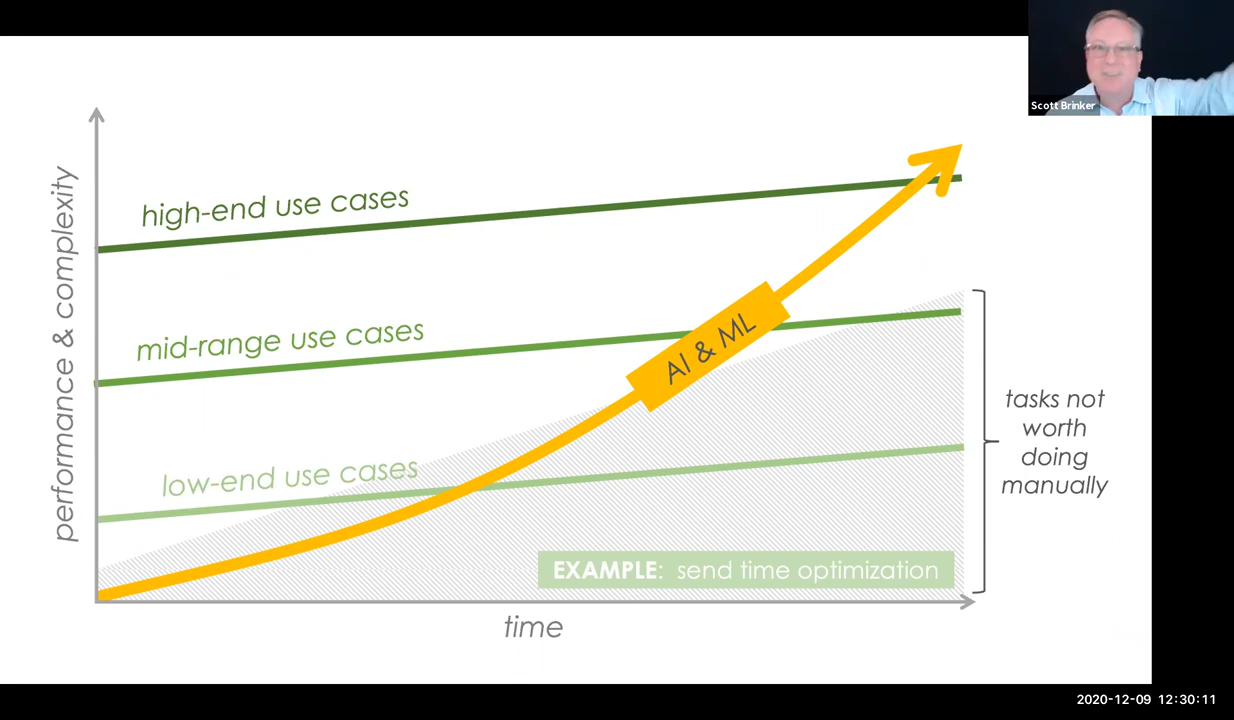 Scott Brinker
performance & complexity
high-end use cases
mid-range use cases
AI & ML
low-end use cases
tasks not
worth
doing
manually
EXAMPLE: send time optimization
time
2020-12-09 12:30:11